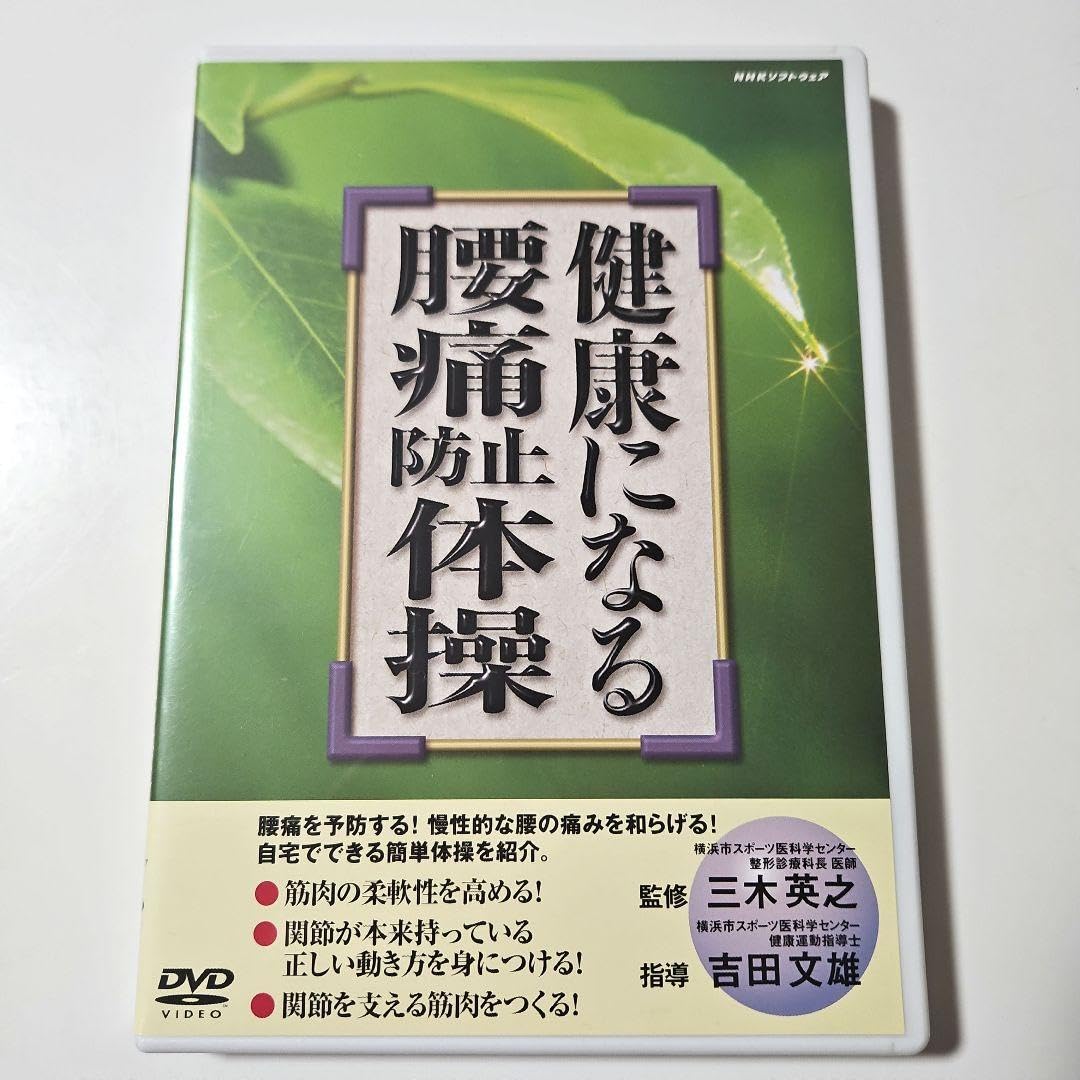 NHKソフトウェア
健康になる
腰痛防止体操
腰痛を予防する!慢性的な腰の痛みを和らげる!
自宅でできる簡単体操を紹介。
●筋肉の柔軟性を高める!
●関節が本来持っている
正しい動き方を身につける!
●関節を支える筋肉をつくる!
横浜市スポーツ医科学センター
整形診療科長 医師
監修 三木英之
横浜市スポーツ医科学センター
健康運動指導士
指導 吉田文雄
DVD
VIDEO